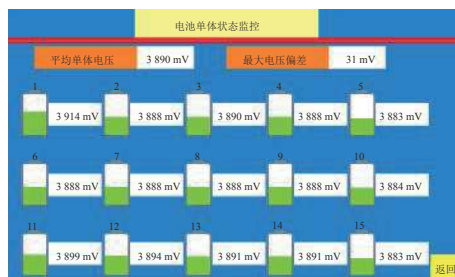 电池单体状态监控
平均单体电压 3 890 mV 最大电压偏差 31 mV
1 2 3 4 5
3 914 mV 3 888 mV 3 890 mV 3 888 mV 3 883 mV
6 7 8 9 10
3 888 mV 3 888 mV 3 888 mV 3 888 mV 3 884 mV
11 12 13 14 15
3 899 mV 3 894 mV 3 891 mV 3 891 mV 3 883 mV
返回